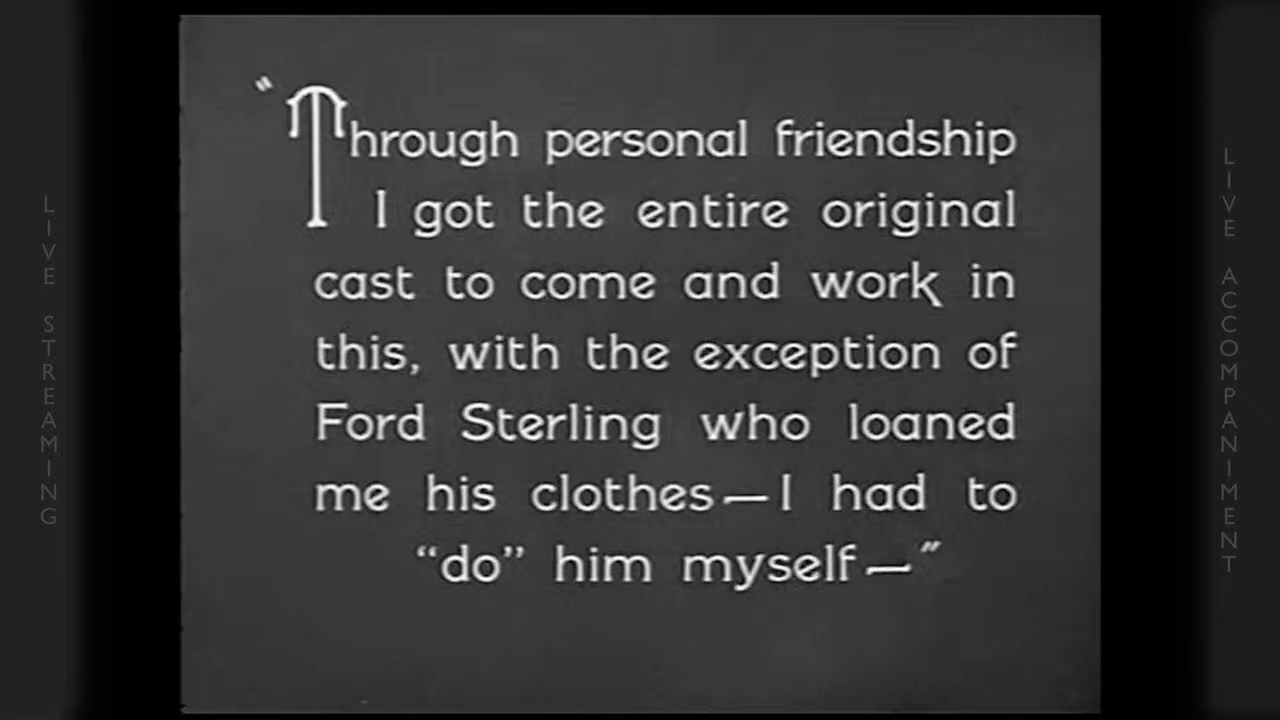 "Through personal friendship
I got the entire original
cast to come and work in
this, with the exception of
Ford Sterling who loaned
me his clothes—I had to
“do” him myself—"
LIVE STREAMING
LIVE ACCOMPANIMENT